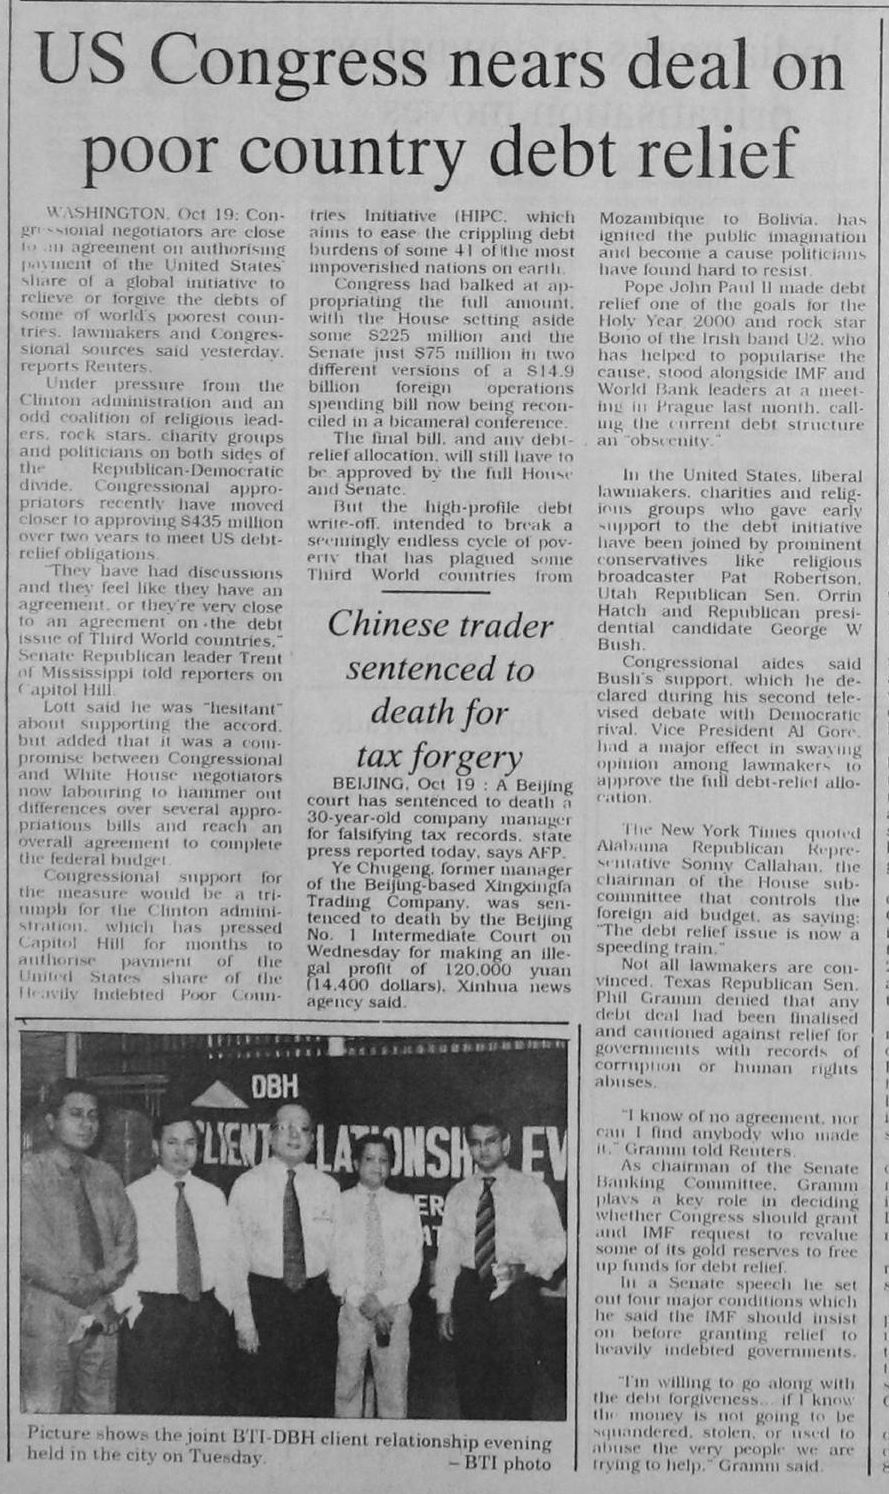 US Congress nears deal on
poor country debt relief
WASHINGTON, Oct 19: Con-
gressional negotiators are close
to an agreement on authorising
payment of the United States'
share of a global initiative to
relieve or forgive the debts of
some of world's poorest coun-
tries, lawmakers and Congres-
sional sources said yesterday,
reports Reuters.
Under pressure from the
Clinton administration and an
odd coalition of religious lead-
ers, rock stars, charity groups
and politicians on both sides of
the Republican-Democratic
divide, Congressional appro-
priators recently have moved
closer to approving $435 million
over two years to meet US debt-
relief obligations.
"They have had discussions
and they feel like they have an
agreement, or they're very close
to an agreement on the debt
issue of Third World countries,"
Senate Republican leader Trent
of Mississippi told reporters on
Capitol Hill.
Lott said he was "hesitant"
about supporting the accord,
but added that it was a com-
promise between Congressional
and White House negotiators
now labouring to hammer out
differences over several appro-
priations bills and reach an
overall agreement to complete
the federal budget.
Congressional support for
the measure would be a tri-
umph for the Clinton admini-
stration, which has pressed
Capitol Hill for months to
authorise payment of the
United States share of the
Heavily Indebted Poor Coun-
tries Initiative (HIPC, which
aims to ease the crippling debt
burdens of some 41 of the most
impoverished nations on earth.
Congress had balked at ap-
propriating the full amount,
with the House setting aside
some $225 million and the
Senate just $75 million in two
different versions of a $14.9
billion foreign operations
spending bill now being recon-
ciled in a bicameral conference.
The final bill, and any debt-
relief allocation, will still have to
be approved by the full House
and Senate.
But the high-profile debt
write-off, intended to break a
seemingly endless cycle of pov-
erty that has plagued some
Third World countries from
Chinese trader
sentenced to
death for
tax forgery
BEIJING, Oct 19 : A Beijing
court has sentenced to death a
30-year-old company manager
for falsifying tax records, state
press reported today, says AFP.
Ye Chugeng, former manager
of the Beijing-based Xingxingfa
Trading Company, was sen-
tenced to death by the Beijing
No. 1 Intermediate Court on
Wednesday for making an ille-
gal profit of 120,000 yuan
(14,400 dollars), Xinhua news
agency said.
Mozambique to Bolivia, has
ignited the public imagination
and become a cause politicians
have found hard to resist.
Pope John Paul II made debt
relief one of the goals for the
Holy Year 2000 and rock star
Bono of the Irish band U2, who
has helped to popularise the
cause, stood alongside IMF and
World Bank leaders at a meet-
ing in Prague last month, call-
ing the current debt structure
an "obscenity."
In the United States, liberal
lawmakers, charities and relig-
ious groups who gave early
support to the debt initiative
have been joined by prominent
conservatives like religious
broadcaster Pat Robertson,
Utah Republican Sen. Orrin
Hatch and Republican presi-
dential candidate George W
Bush.
Congressional aides said
Bush's support, which he de-
clared during his second tele-
vised debate with Democratic
rival, Vice President Al Gore,
had a major effect in swaying
opinion among lawmakers to
approve the full debt-relief allo-
cation.
The New York Times quoted
Alabama Republican Repre-
sentative Sonny Callahan, the
chairman of the House sub-
committee that controls the
foreign aid budget, as saying:
"The debt relief issue is now a
speeding train."
Not all lawmakers are con-
vinced. Texas Republican Sen.
Phil Gramm denied that any
debt deal had been finalised
and cautioned against relief for
governments with records of
corruption or human rights
abuses.
"I know of no agreement, nor
can I find anybody who made
it," Gramm told Reuters.
As chairman of the Senate
Banking Committee, Gramm
plays a key role in deciding
whether Congress should grant
and IMF request to revalue
some of its gold reserves to free
up funds for debt relief.
In a Senate speech he set
out four major conditions which
he said the IMF should insist
on before granting relief to
heavily indebted governments.
"I'm willing to go along with
the debt forgiveness... if I know
the money is not going to be
squandered, stolen, or used to
abuse the very people we are
trying to help," Gramm said.
DBH
CLIENT RELATIONSHIP EV
Picture shows the joint BTI-DBH client relationship evening
held in the city on Tuesday.
– BTI photo